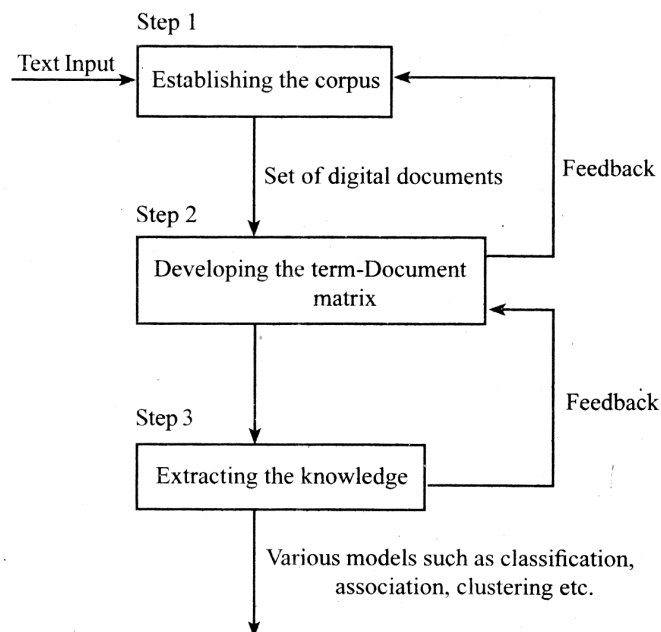 Step 1
Text Input
Establishing the corpus
Set of digital documents
Feedback
Step 2
Developing the term-Document
matrix
Feedback
Step 3
Extracting the knowledge
Various models such as classification,
association, clustering etc.